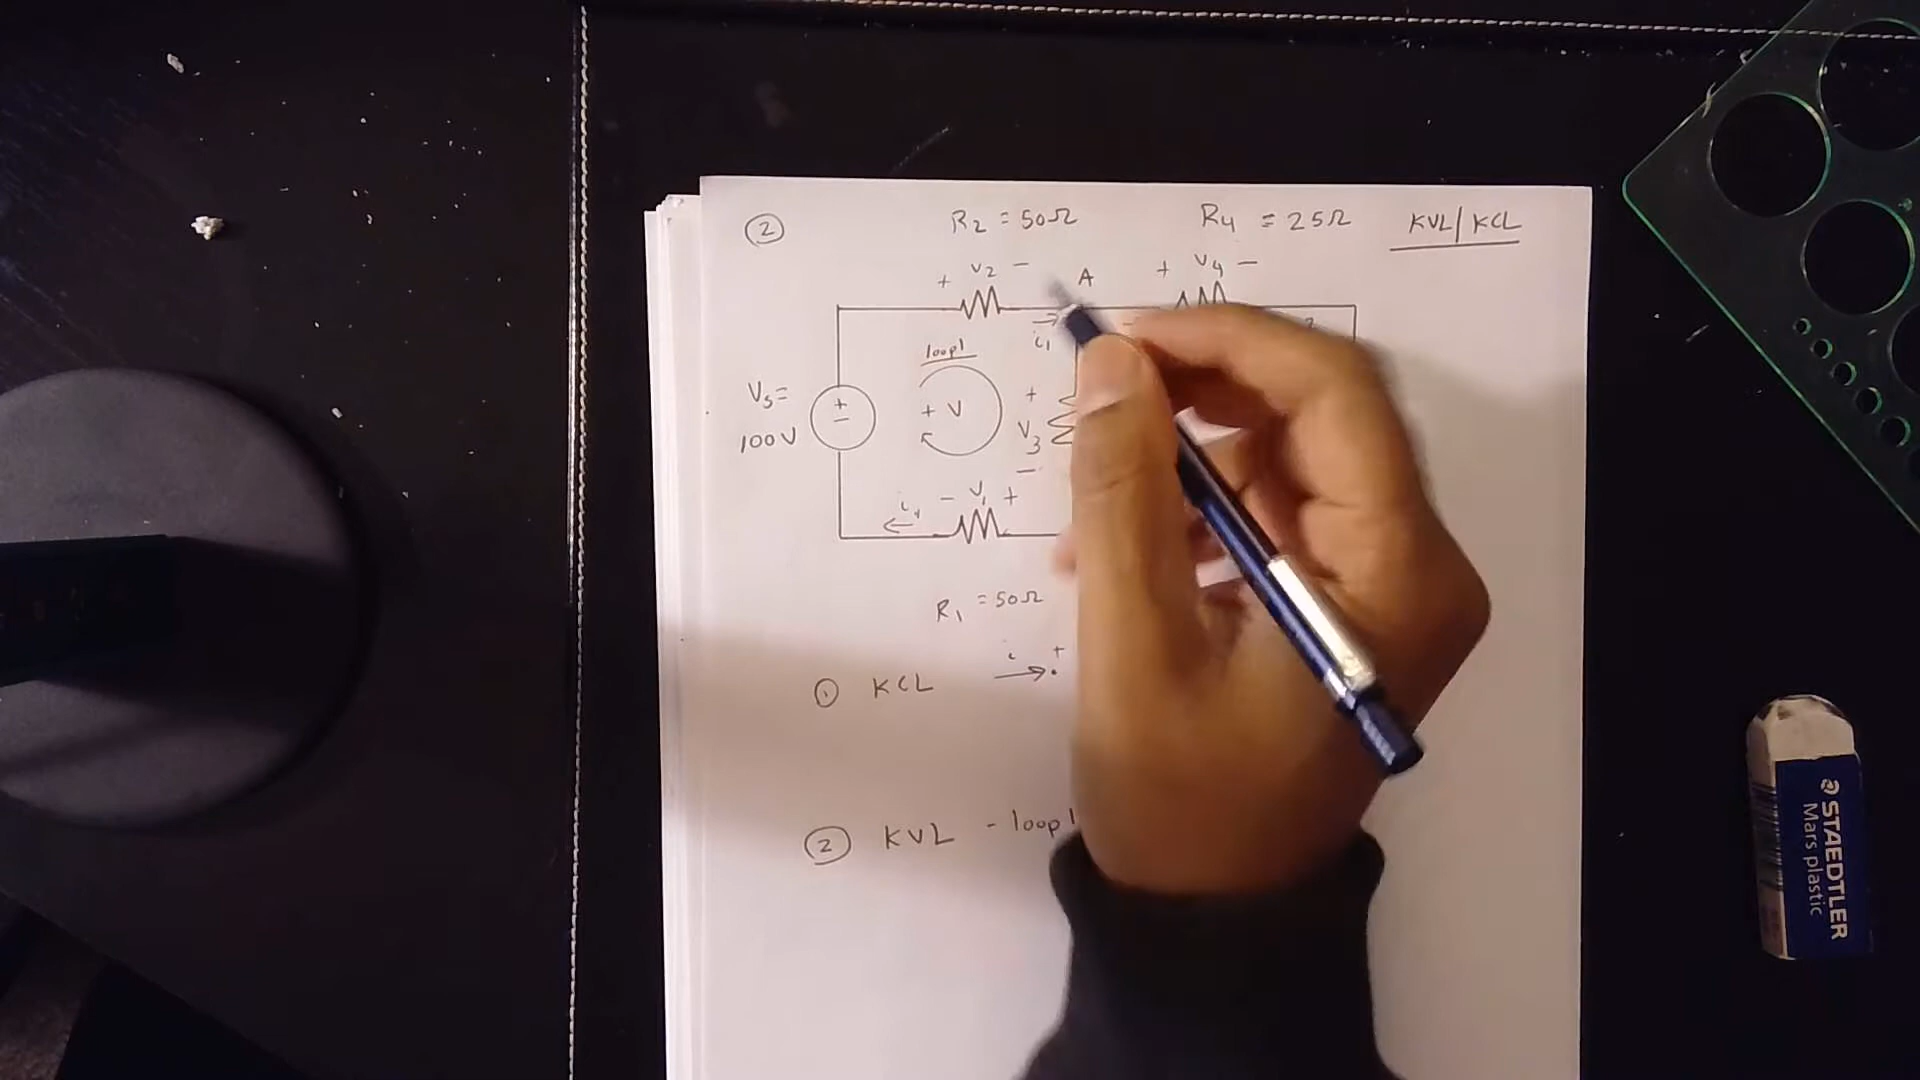 2 R2 = 50Ω R4 = 25Ω KVL/KCL
+ V2 − A + V4 −
i1
loop1
Vs =
100V
+
−
+ V
+
V3
−
i1 − V1 +
R1 = 50Ω
i +
1 KCL
2 KVL - loop1
STAEDTLER
Mars plastic